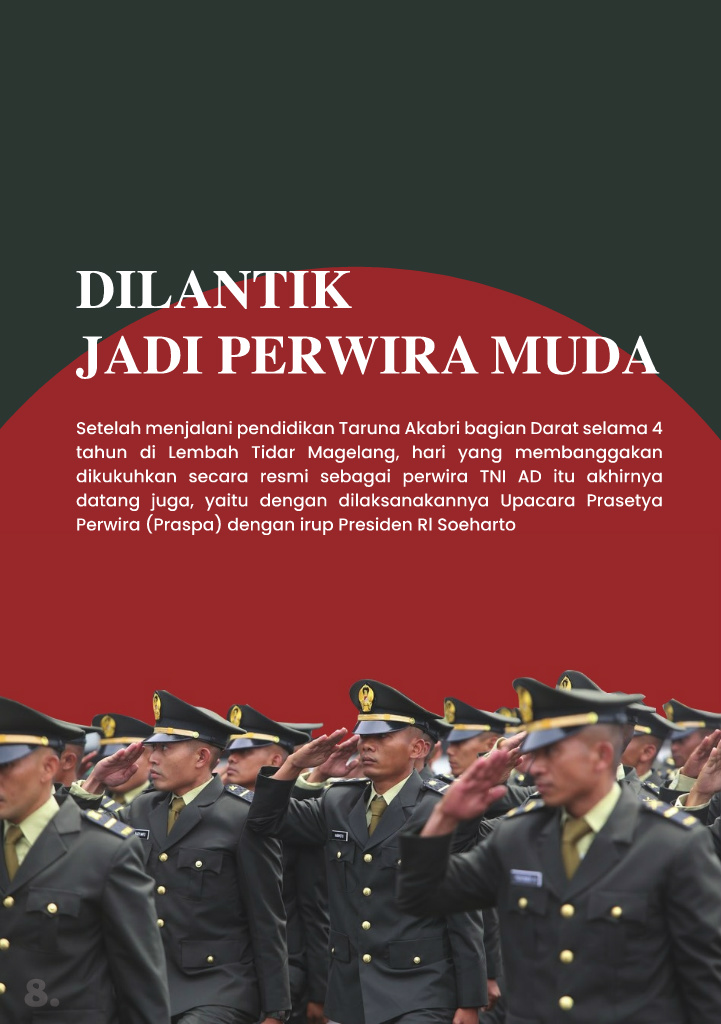 DILANTIK
JADI PERWIRA MUDA
Setelah menjalani pendidikan Taruna Akabri bagian Darat selama 4
tahun di Lembah Tidar Magelang, hari yang membanggakan
dikukuhkan secara resmi sebagai perwira TNI AD itu akhirnya
datang juga, yaitu dengan dilaksanakannya Upacara Prasetya
Perwira (Praspa) dengan irup Presiden RI Soeharto
8.